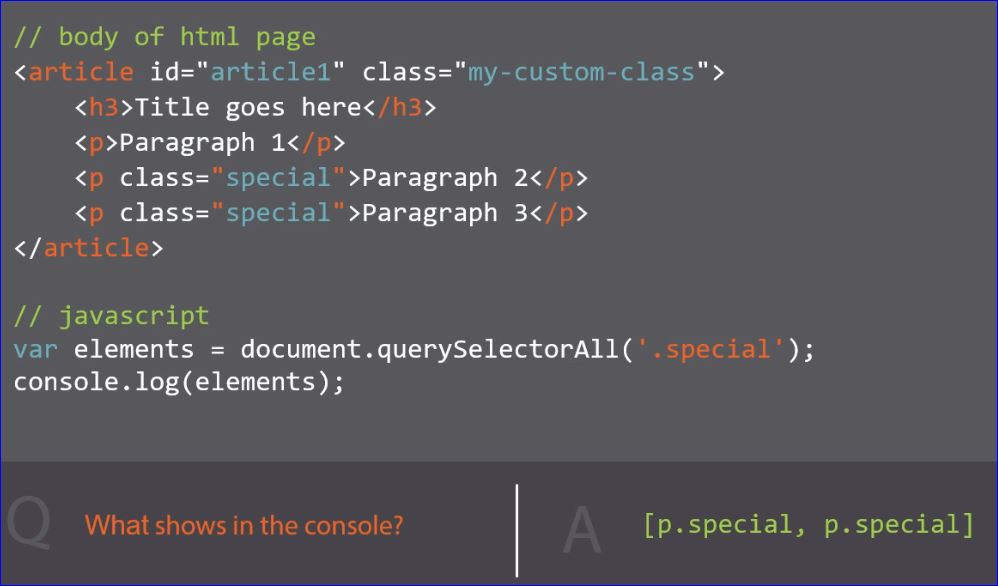 // body of html page
<article id="article1" class="my-custom-class">
    <h3>Title goes here</h3>
    <p>Paragraph 1</p>
    <p class="special">Paragraph 2</p>
    <p class="special">Paragraph 3</p>
</article>
// javascript
var elements = document.querySelectorAll('.special');
console.log(elements);
Q What shows in the console?
A [p.special, p.special]